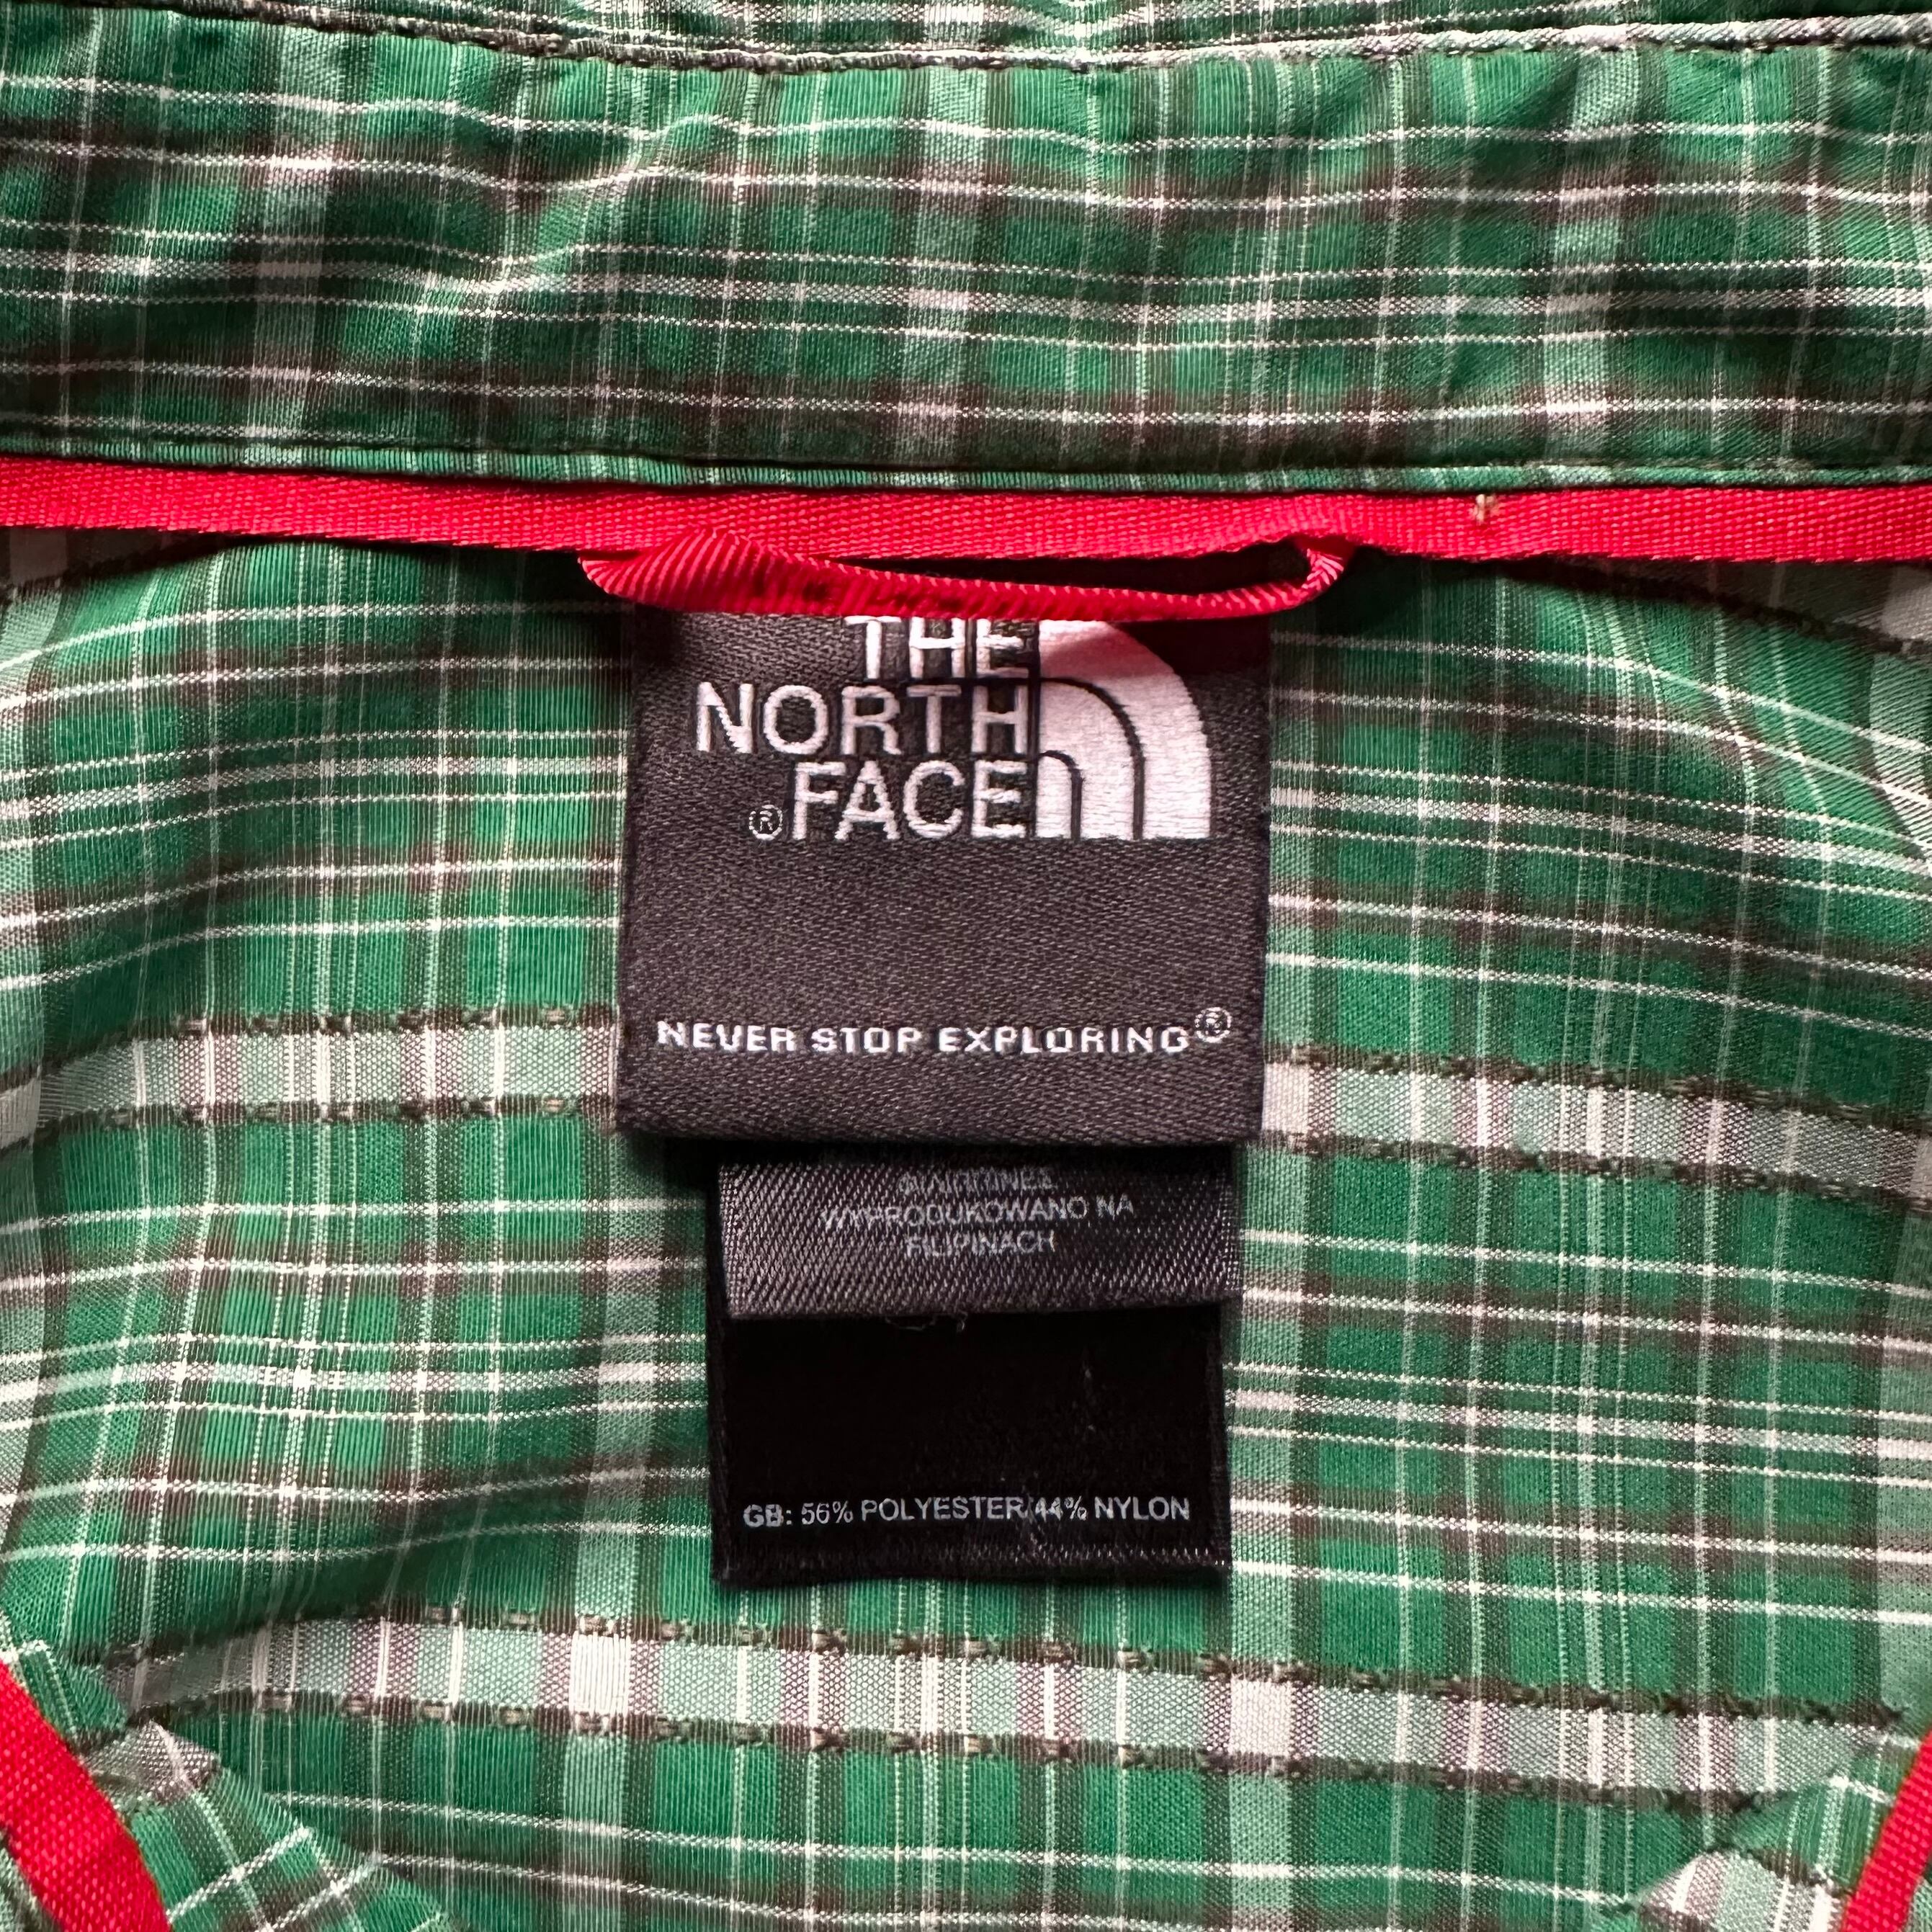 THE
NORTH
®FACE
NEVER STOP EXPLORING®
WYPRODUKOWANO NA
FILIPINACH
GB: 56% POLYESTER/44% NYLON